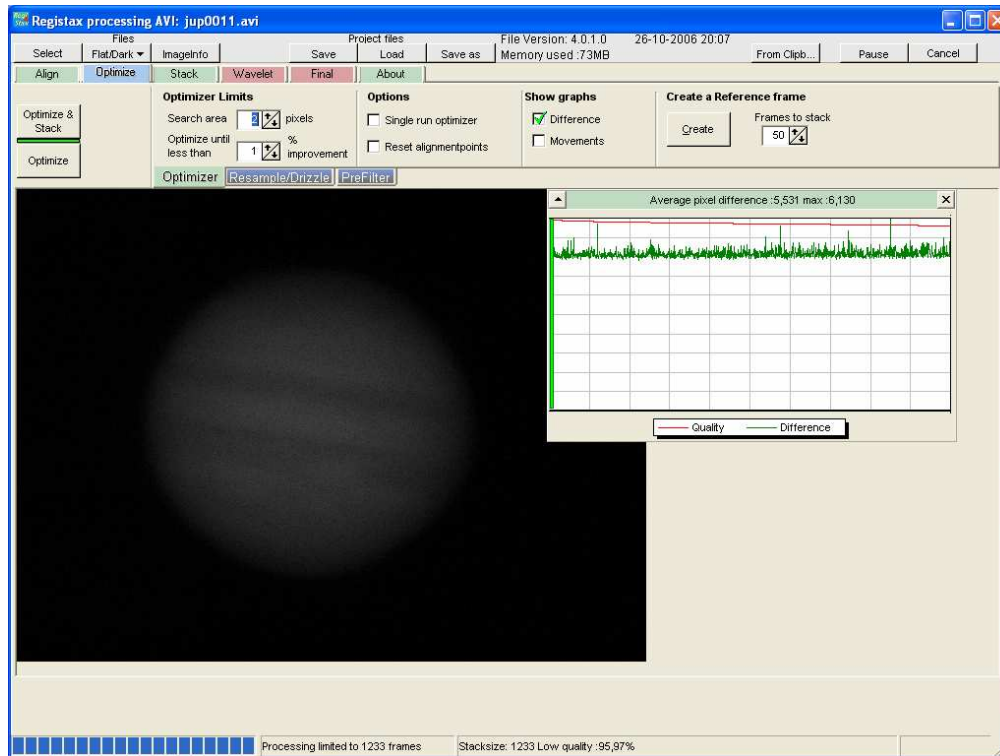 Registax processing AVI: jup0011.avi
Files Project files File Version: 4.0.1.0 26-10-2006 20:07
Select Flat/Dark ImageInfo Save Load Save as Memory used :73MB From Clipb... Pause Cancel
Align Optimize Stack Wavelet Final About
Optimizer Limits Options Show graphs Create a Reference frame
Optimize & Stack
Search area 2 pixels Single run optimizer Difference Create Frames to stack
50
Optimize until less than 1 % improvement Reset alignmentpoints Movements
Optimize
Optimizer Resample/Drizzle PreFilter
Average pixel difference :5,531 max :6,130
Quality Difference
Processing limited to 1233 frames Stacksize: 1233 Low quality :95,97%